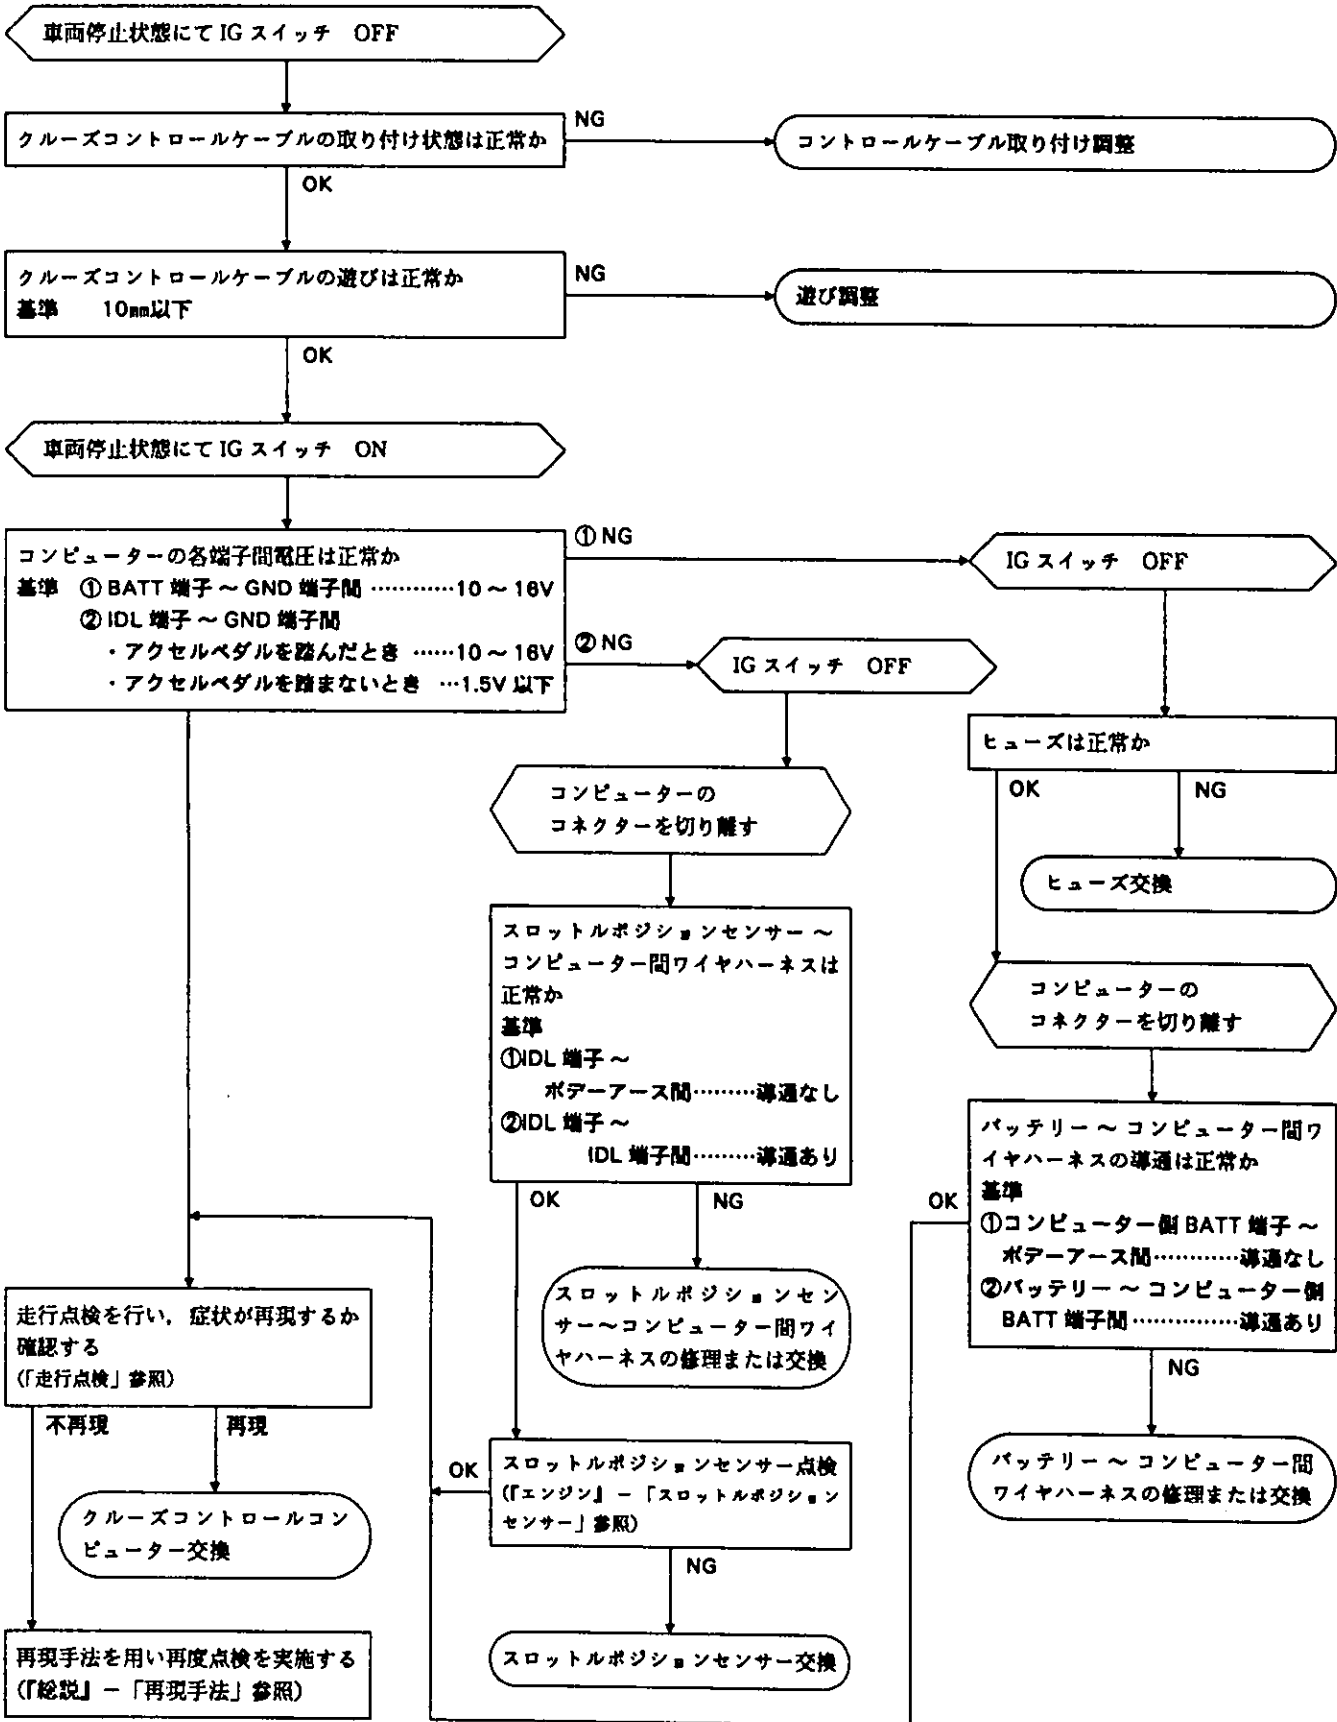 車両停止状態にて IG スイッチ　OFF
クルーズコントロールケーブルの取り付け状態は正常か
NG
コントロールケーブル取り付け調整
OK
クルーズコントロールケーブルの遊びは正常か
基準　　10mm以下
NG
遊び調整
OK
車両停止状態にて IG スイッチ　ON
コンピューターの各端子間電圧は正常か
基準　① BATT 端子 ～ GND 端子間 …………10 ～ 16V
② IDL 端子 ～ GND 端子間
・アクセルペダルを踏んだとき ……10 ～ 16V
・アクセルペダルを踏まないとき …1.5V 以下
① NG
IG スイッチ　OFF
② NG
IG スイッチ　OFF
ヒューズは正常か
OK
NG
ヒューズ交換
コンピューターの
コネクターを切り離す
コンピューターの
コネクターを切り離す
スロットルポジションセンサー ～
コンピューター間ワイヤハーネスは
正常か
基準
①IDL 端子 ～
ボデーアース間………導通なし
②IDL 端子 ～
IDL 端子間………導通あり
OK
NG
スロットルポジションセン
サー～コンピューター間ワイ
ヤハーネスの修理または交換
バッテリー ～ コンピューター間ワ
イヤハーネスの導通は正常か
基準
①コンピューター側 BATT 端子 ～
ボデーアース間…………導通なし
②バッテリー ～ コンピューター側
BATT 端子間……………導通あり
OK
NG
バッテリー ～ コンピューター間
ワイヤハーネスの修理または交換
走行点検を行い，症状が再現するか
確認する
(「走行点検」参照)
不再現
再現
クルーズコントロールコン
ピューター交換
再現手法を用い再度点検を実施する
(『総説』－「再現手法」参照)
OK
スロットルポジションセンサー点検
(『エンジン』－「スロットルポジション
センサー」参照)
NG
スロットルポジションセンサー交換